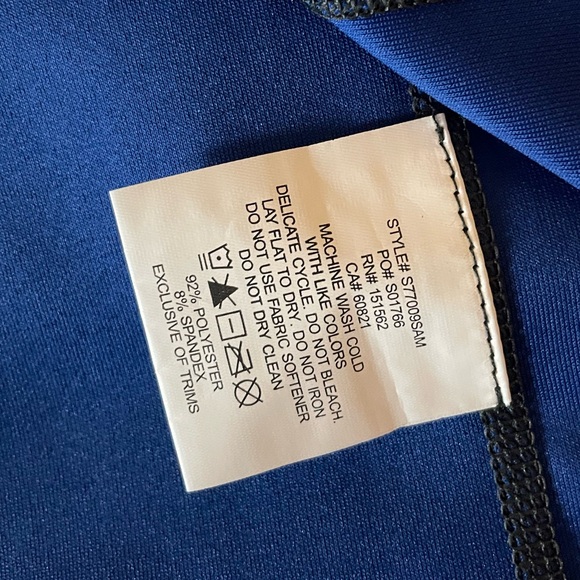 STYLE# S77009SAM
PO# S01766
RN# 151562
CA# 60821
MACHINE WASH COLD
WITH LIKE COLORS
DELICATE CYCLE. DO NOT BLEACH.
LAY FLAT TO DRY. DO NOT IRON
DO NOT USE FABRIC SOFTENER
DO NOT DRY CLEAN
92% POLYESTER
8% SPANDEX
EXCLUSIVE OF TRIMS